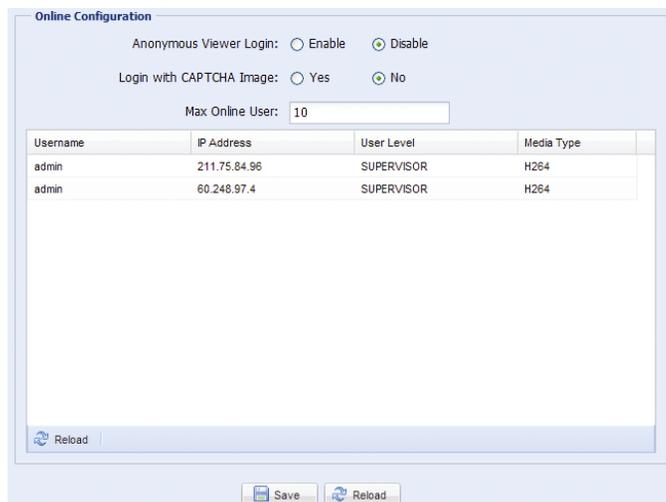 Online Configuration
Anonymous Viewer Login: Enable Disable
Login with CAPTCHA Image: Yes No
Max Online User: 10
Username IP Address User Level Media Type
admin 211.75.84.96 SUPERVISOR H264
admin 60.248.97.4 SUPERVISOR H264
Reload
Save Reload